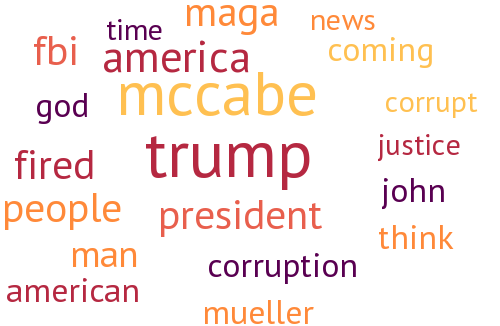 maga
news
time
fbi
america
coming
mccabe
god
corrupt
trump
justice
fired
john
people
president
think
man
corruption
american
mueller